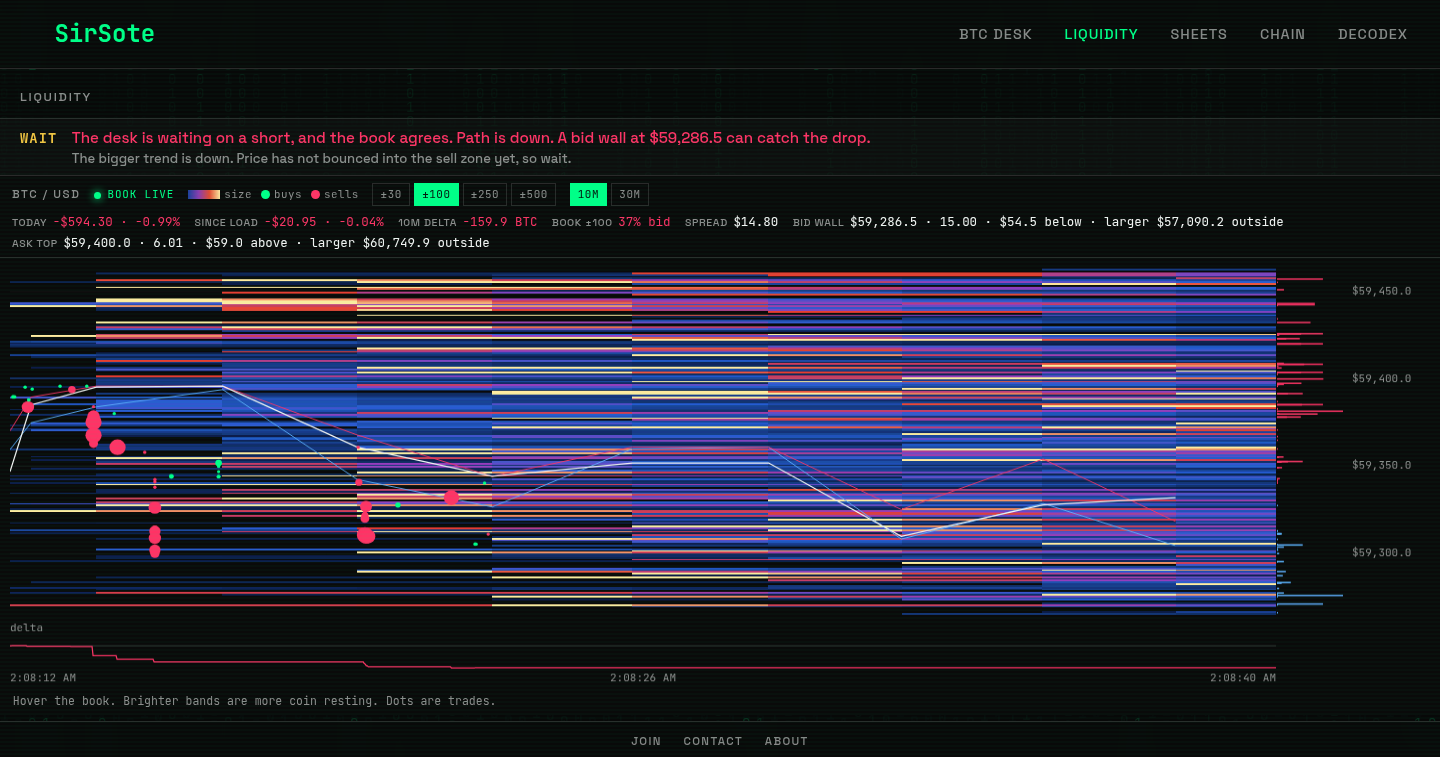 SirSote
BTC DESK LIQUIDITY SHEETS CHAIN DECODEX
LIQUIDITY
WAIT The desk is waiting on a short, and the book agrees. Path is down. A bid wall at $59,286.5 can catch the drop.
The bigger trend is down. Price has not bounced into the sell zone yet, so wait.
BTC / USD BOOK LIVE size buys sells ±30 ±100 ±250 ±500 10M 30M
TODAY -$594.30 · -0.99% SINCE LOAD -$20.95 · -0.04% 10M DELTA -159.9 BTC BOOK ±100 37% bid SPREAD $14.80 BID WALL $59,286.5 · 15.00 · $54.5 below · larger $57,090.2 outside
ASK TOP $59,400.0 · 6.01 · $59.0 above · larger $60,749.9 outside
$59,450.0
$59,400.0
$59,350.0
$59,300.0
delta
2:08:12 AM 2:08:26 AM 2:08:40 AM
Hover the book. Brighter bands are more coin resting. Dots are trades.
JOIN CONTACT ABOUT